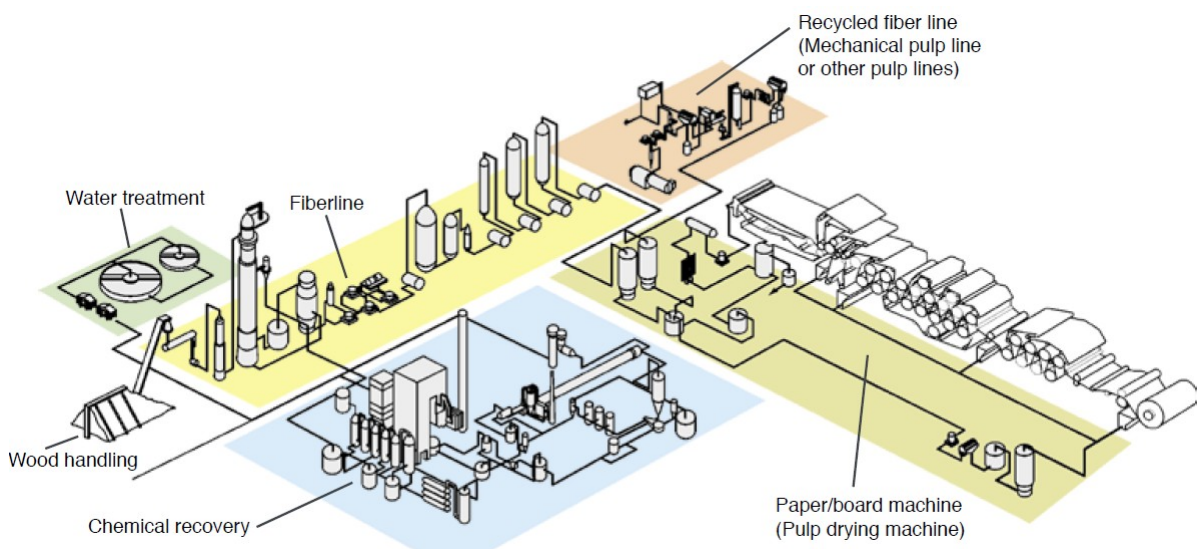 Recycled fiber line
(Mechanical pulp line
or other pulp lines)
Water treatment
Fiberline
Wood handling
Chemical recovery
Paper/board machine
(Pulp drying machine)